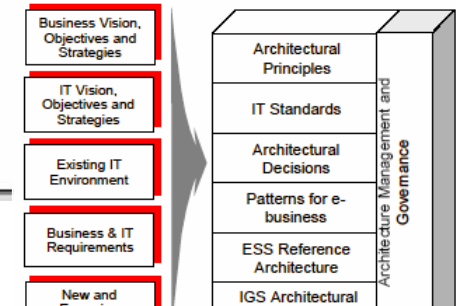 Business Vision,
Objectives and
Strategies
IT Vision,
Objectives and
Strategies
Existing IT
Environment
Business & IT
Requirements
New and
Architectural
Principles
IT Standards
Architectural
Decisions
Patterns for e-
business
ESS Reference
Architecture
IGS Architectural
Architecture Management and
Governance